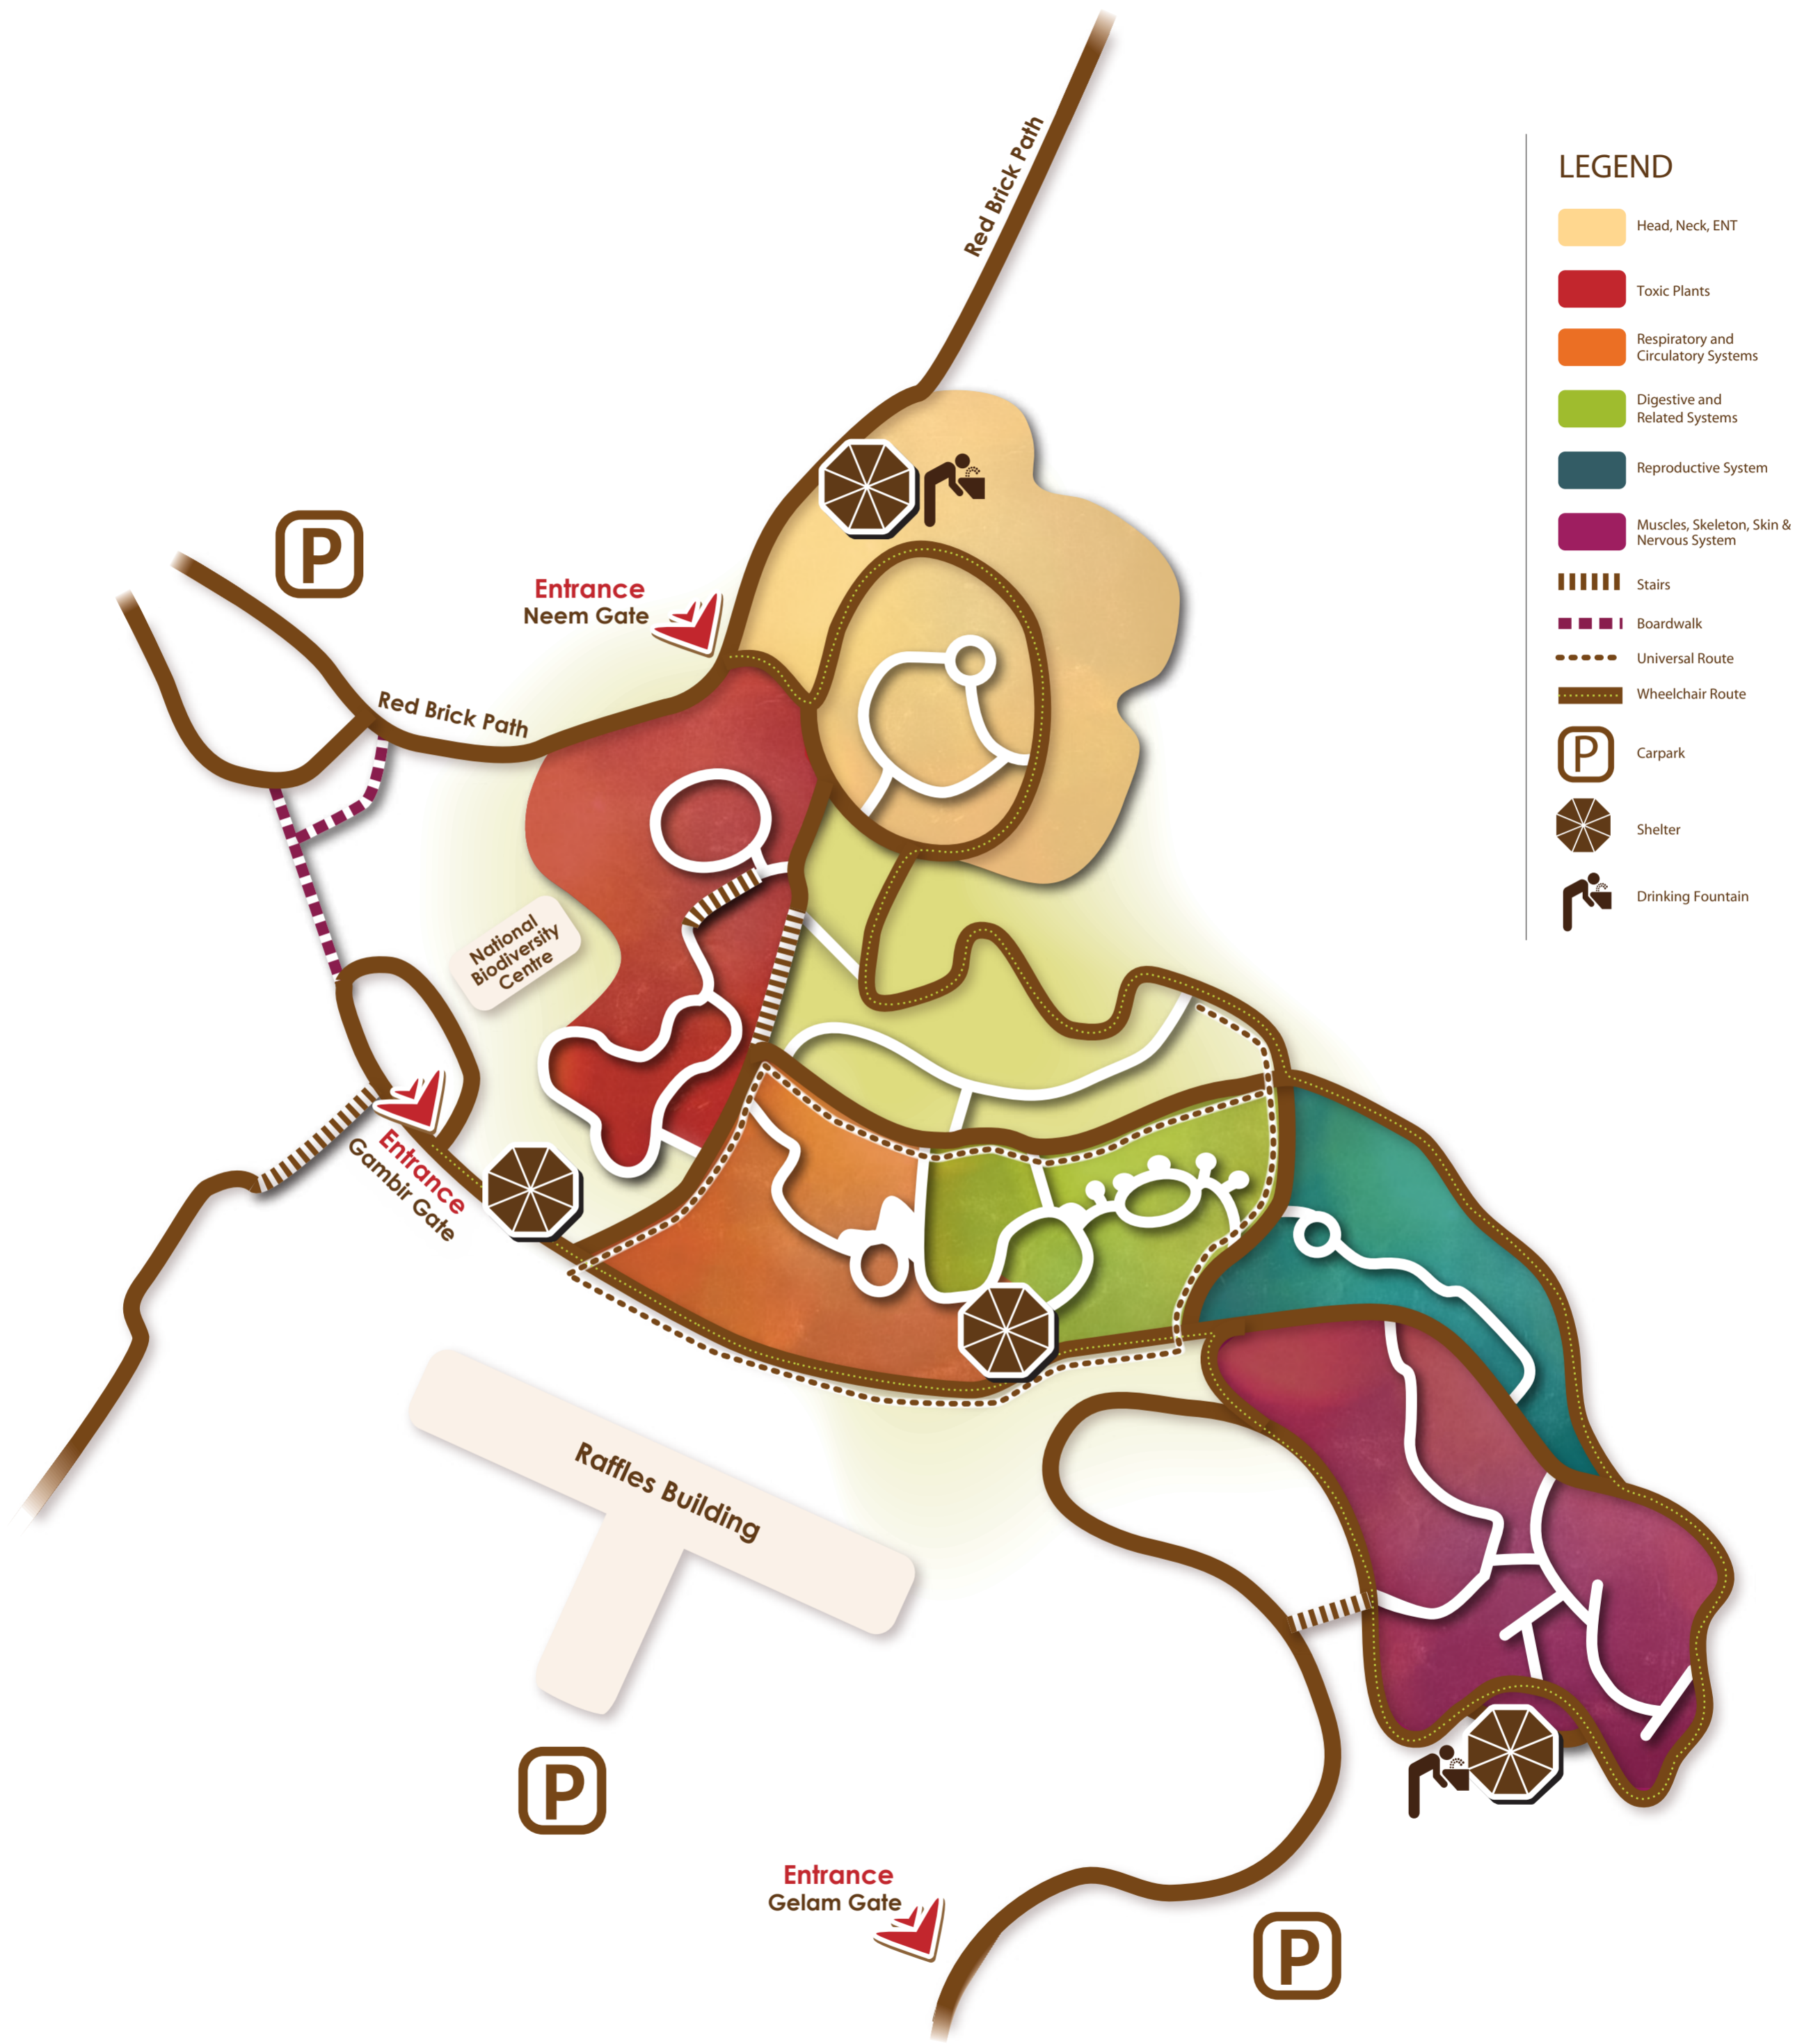 Red Brick Path
LEGEND
Head, Neck, ENT
Toxic Plants
Respiratory and
Circulatory Systems
Digestive and
Related Systems
Reproductive System
Muscles, Skeleton, Skin &
Nervous System
Stairs
Boardwalk
Universal Route
Wheelchair Route
P
Carpark
Shelter
Drinking Fountain
P
Entrance
Neem Gate
Red Brick Path
National
Biodiversity
Centre
Entrance
Gambir Gate
Raffles Building
P
Entrance
Gelam Gate
P